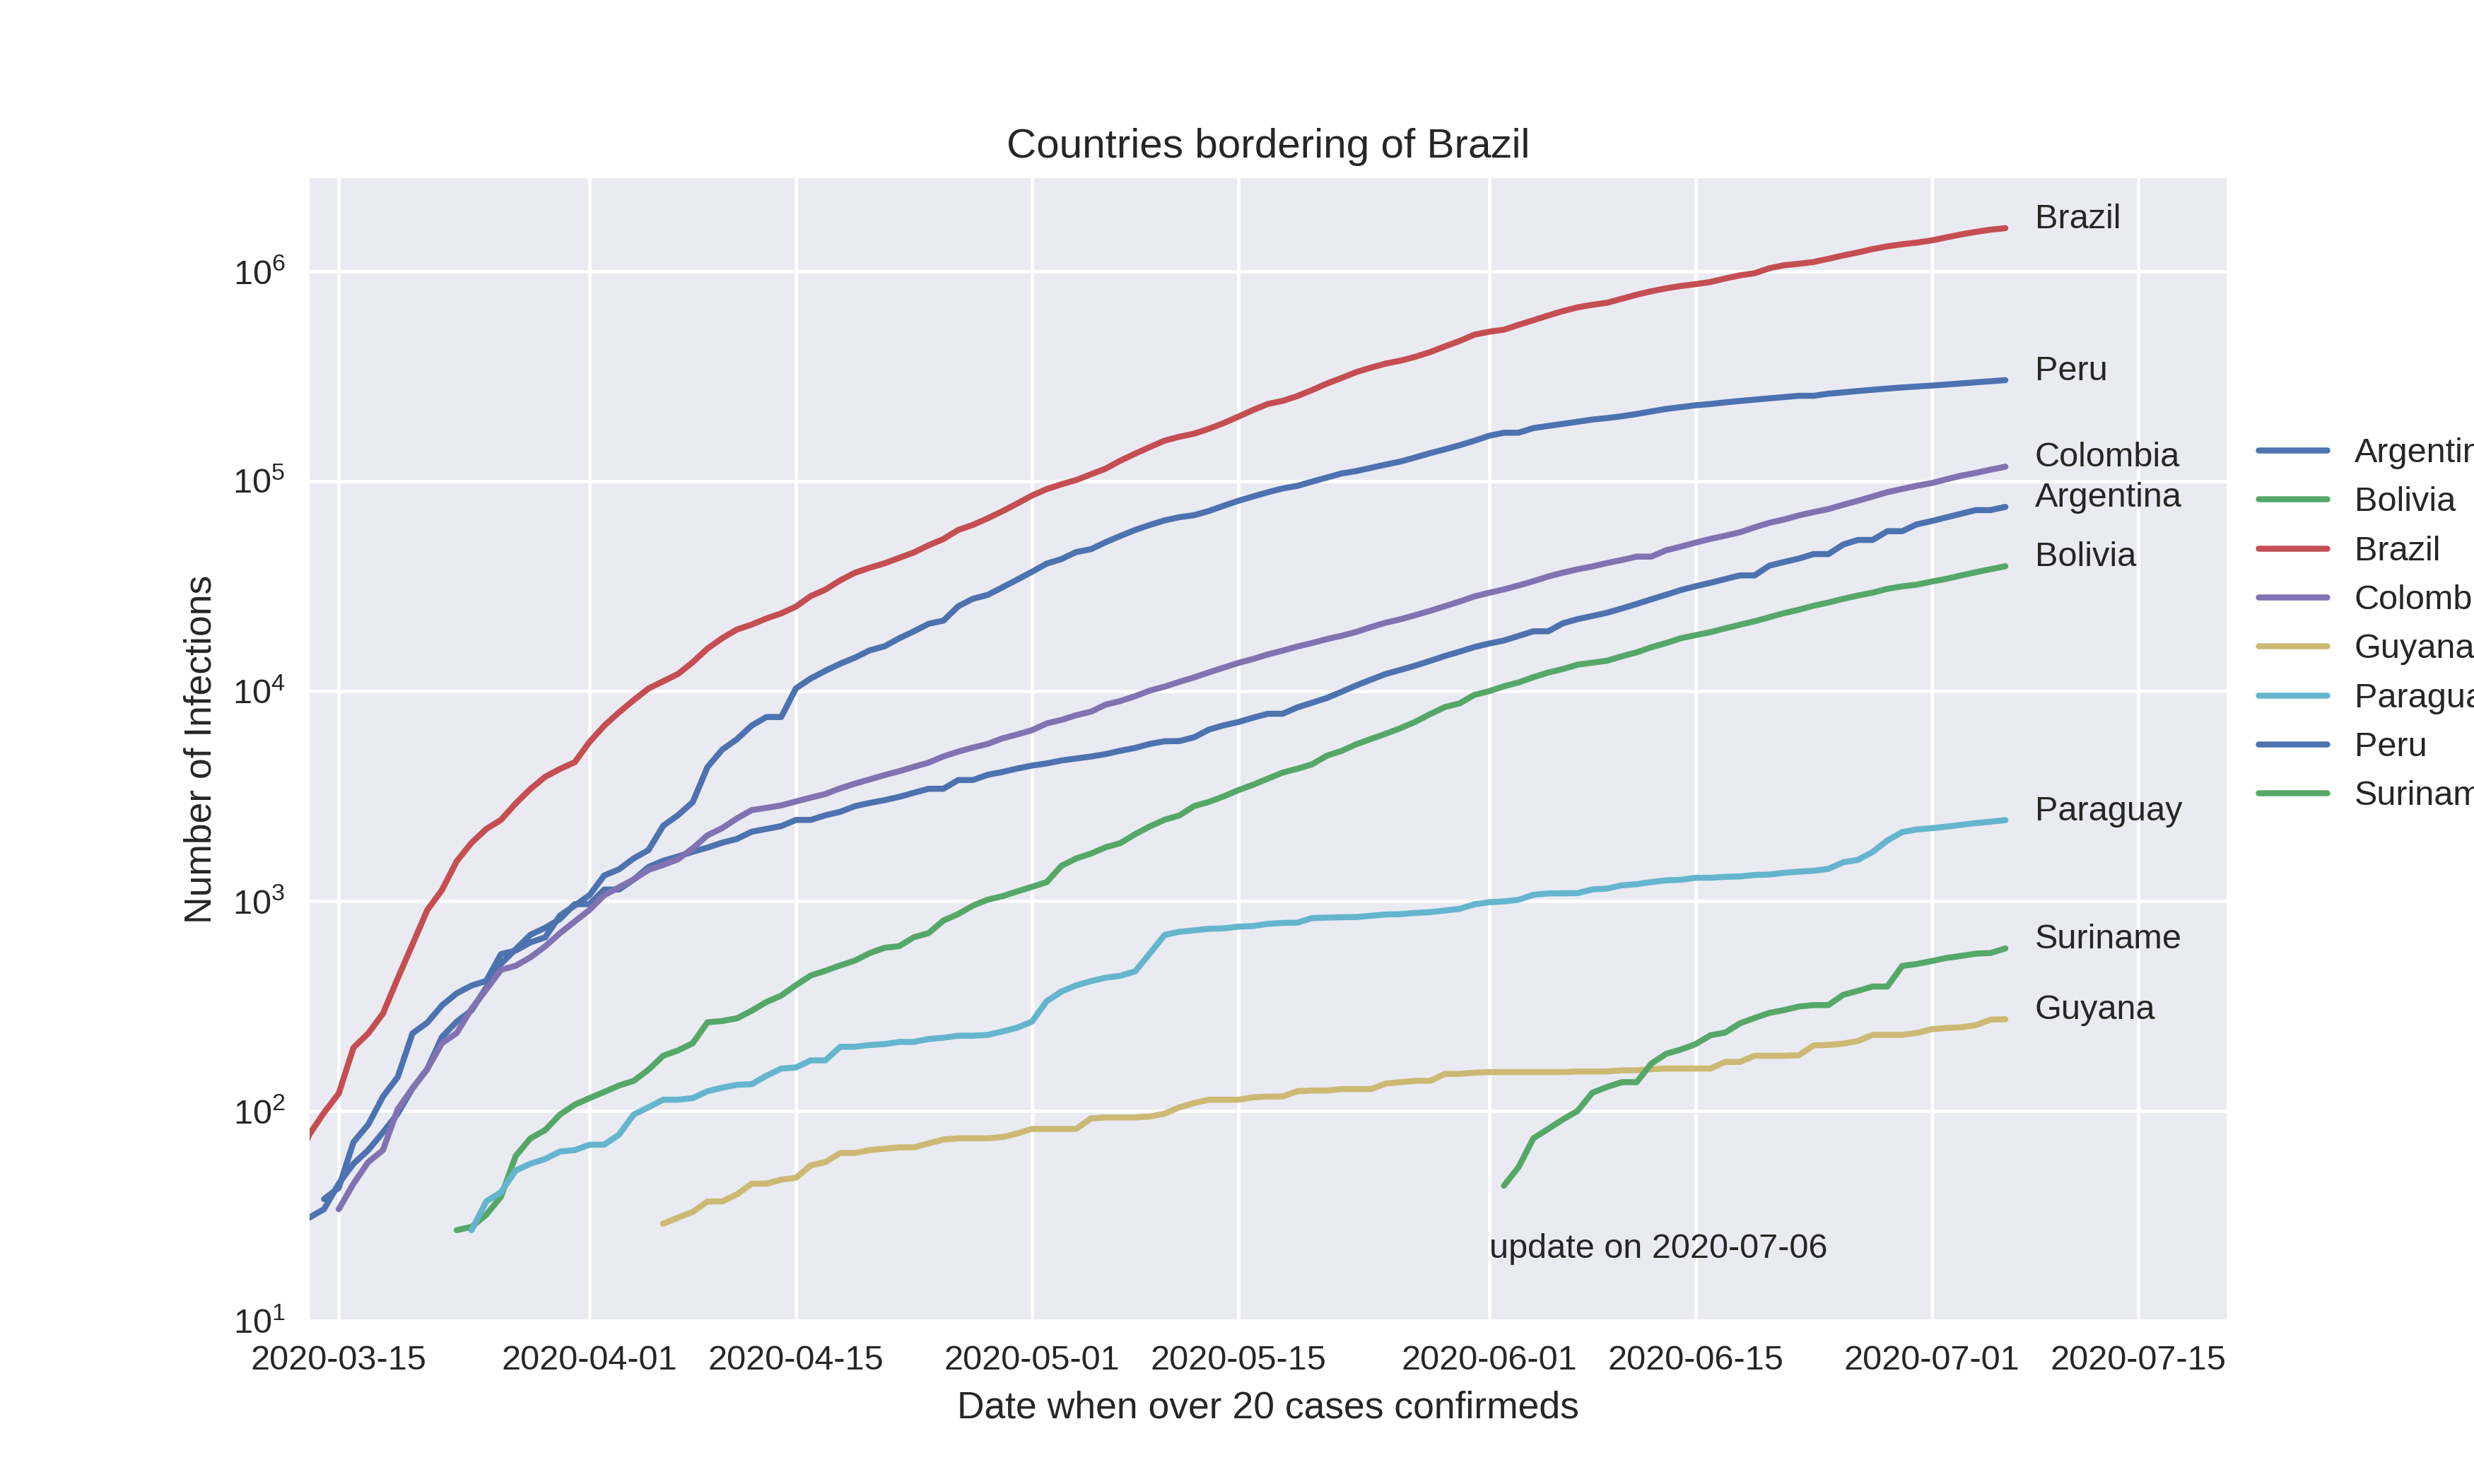 Countries bordering of Brazil
Number of Infections
10^6
10^5
10^4
10^3
10^2
10^1
Brazil
Peru
Colombia
Argentina
Bolivia
Paraguay
Suriname
Guyana
update on 2020-07-06
2020-03-15 2020-04-01 2020-04-15 2020-05-01 2020-05-15 2020-06-01 2020-06-15 2020-07-01 2020-07-15
Date when over 20 cases confirmeds
Argentin
Bolivia
Brazil
Colomb
Guyana
Paragua
Peru
Surinam